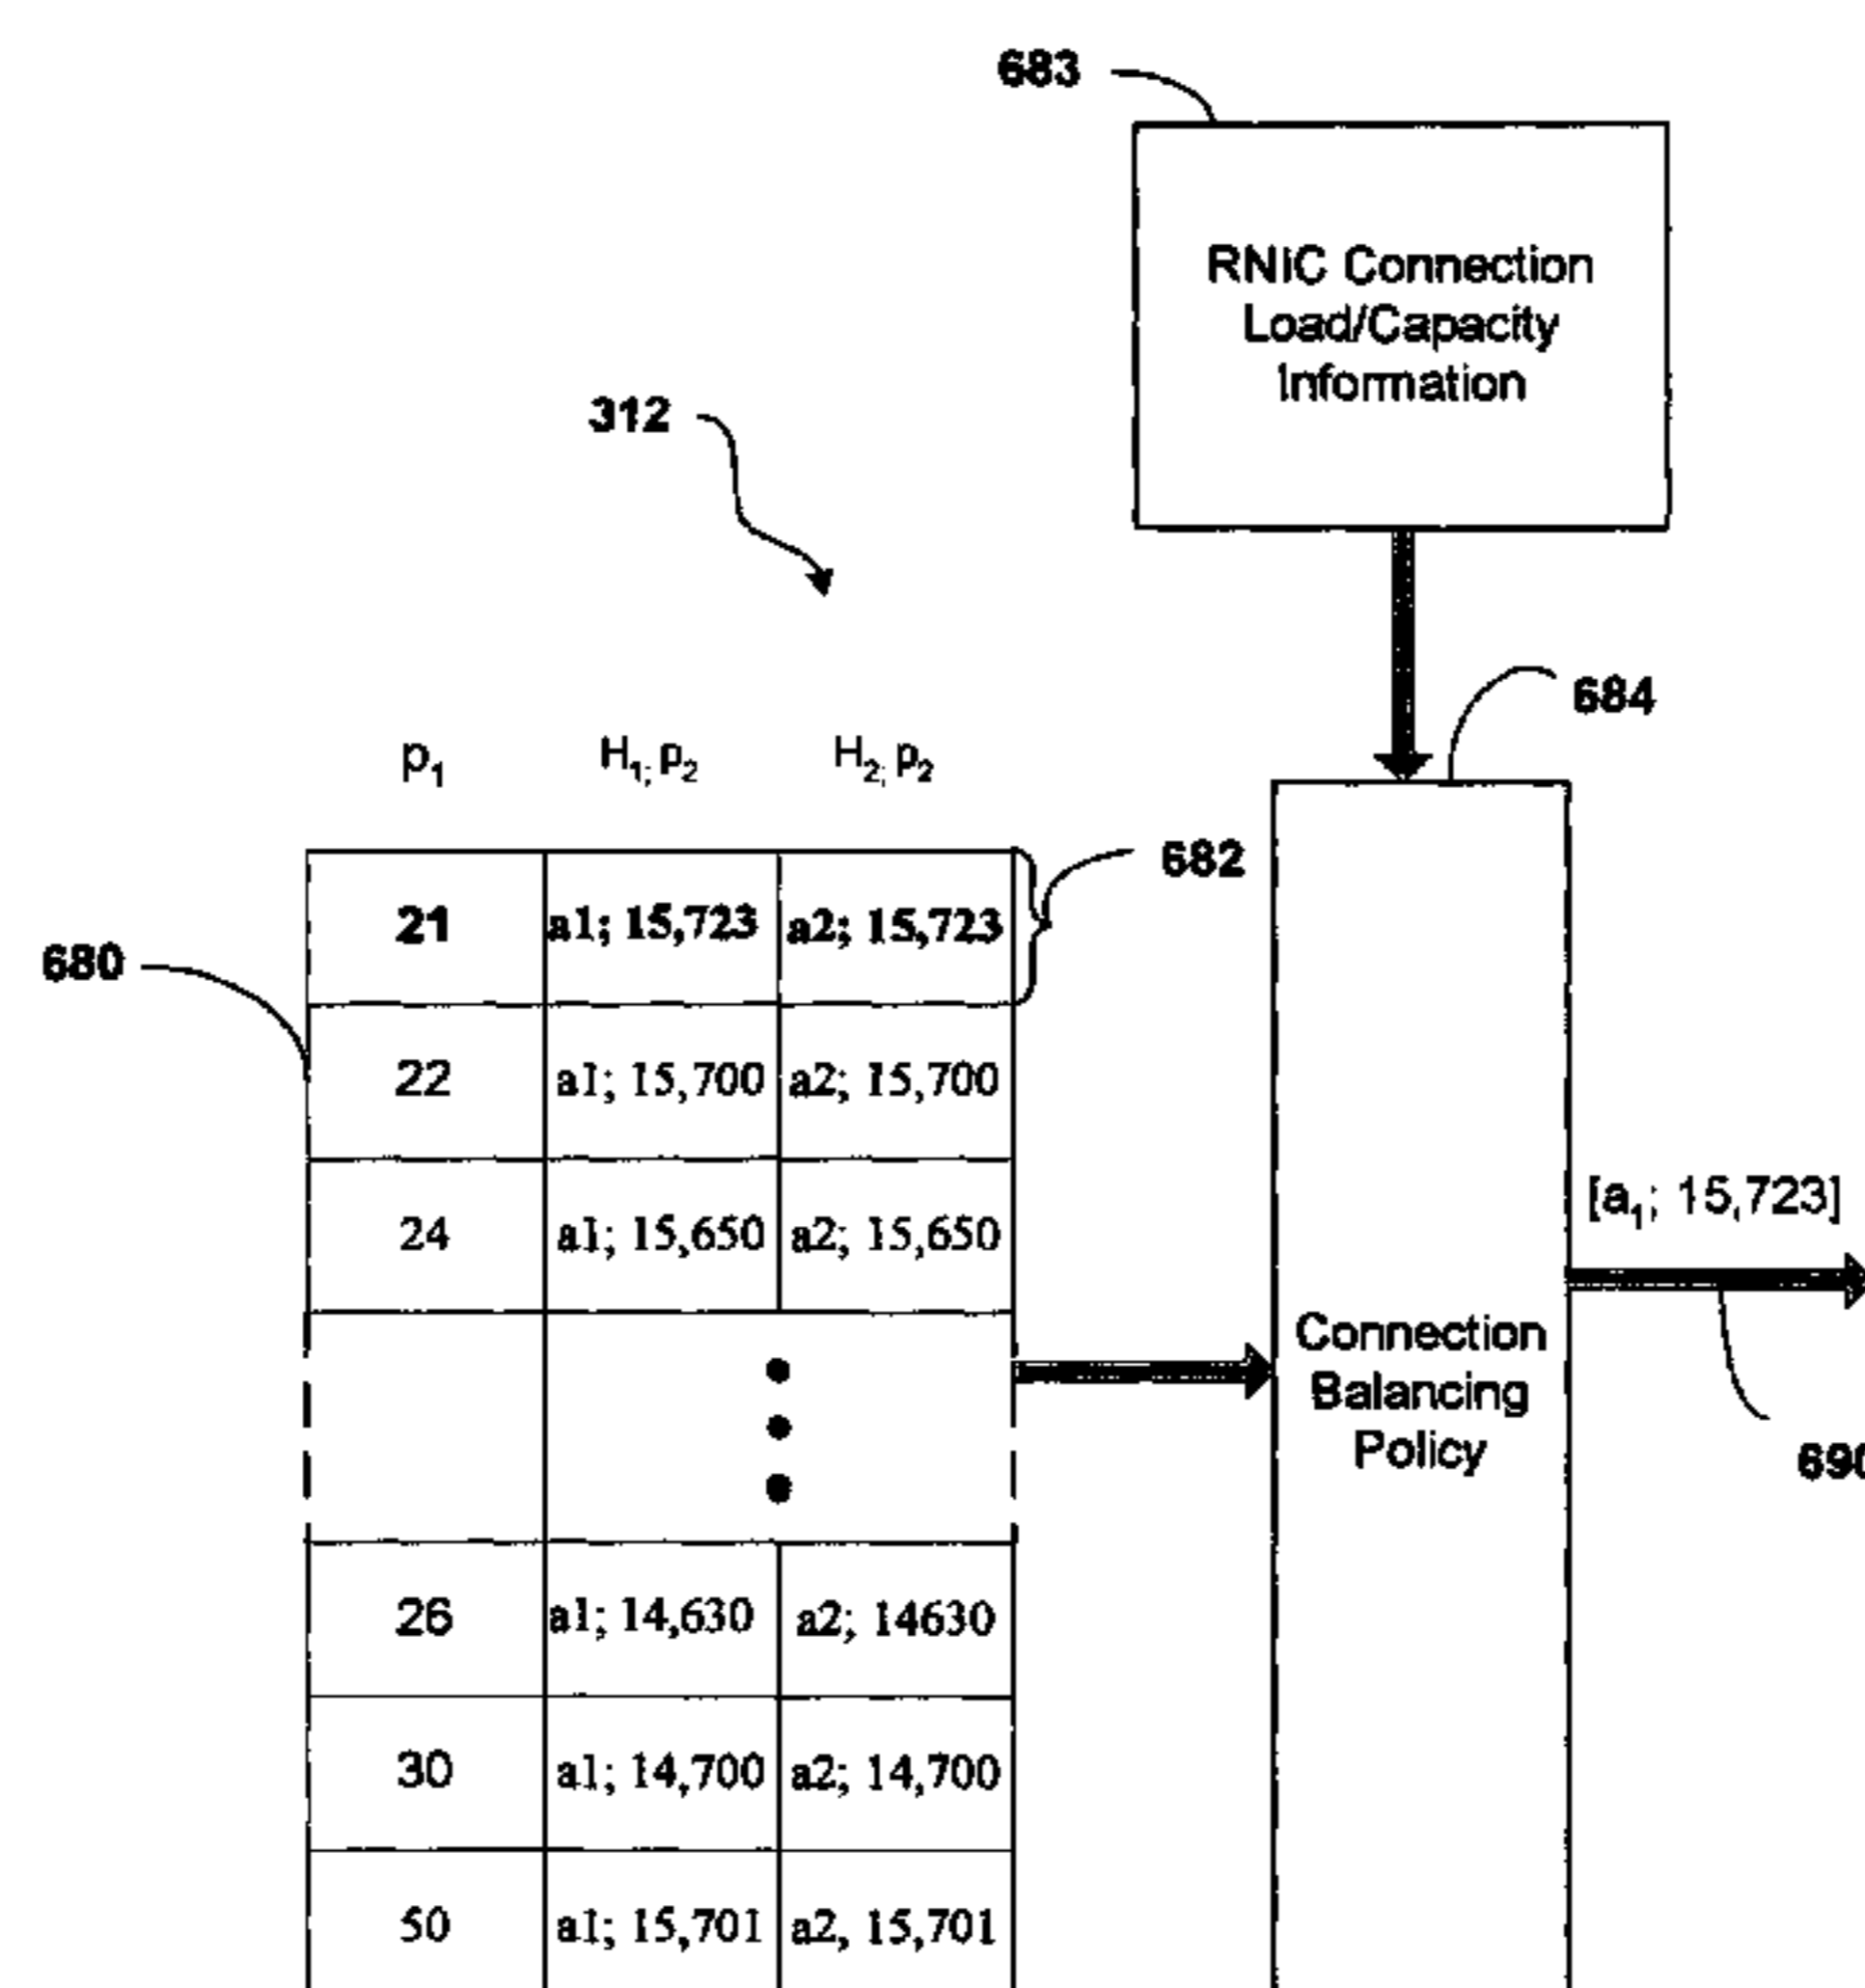 683
RNIC Connection
Load/Capacity
Information
312
684
p1 H1; p2 H2; p2
682
21 a1; 15,723 a2; 15,723
680
22 a1; 15,700 a2; 15,700
24 a1; 15,650 a2; 15,650
[a1; 15,723]
Connection
Balancing
Policy
690
26 a1; 14,630 a2; 14630
30 a1; 14,700 a2; 14,700
50 a1; 15,701 a2, 15,701